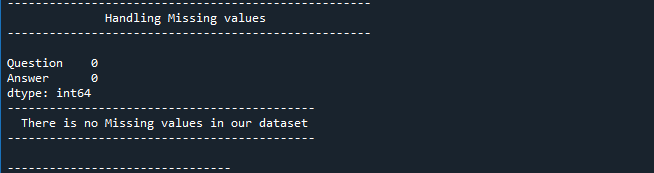 ----------------------------------------------------
Handling Missing values
----------------------------------------------------
Question    0
Answer      0
dtype: int64
--------------------------------------------
There is no Missing values in our dataset
--------------------------------------------
--------------------------------